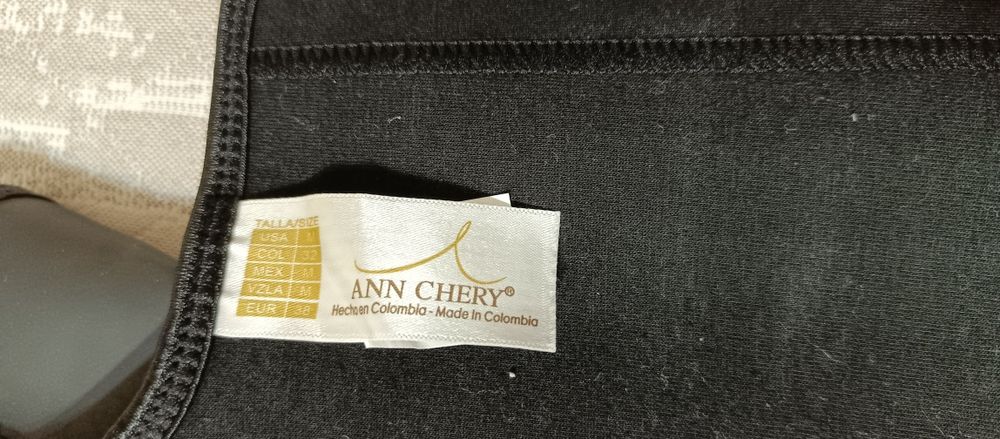 TALLA/SIZE
USA M
COL 32
MEX M
VZLA M
EUR 38
ANN CHERY®
Hecho en Colombia - Made In Colombia